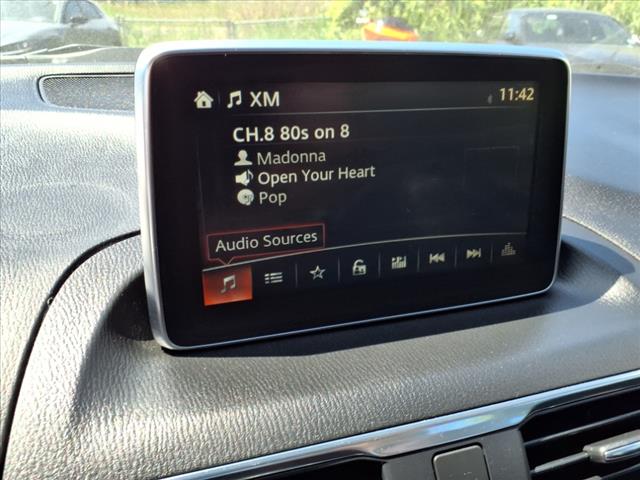 XM
11:42
CH.8 80s on 8
Madonna
Open Your Heart
Pop
Audio Sources